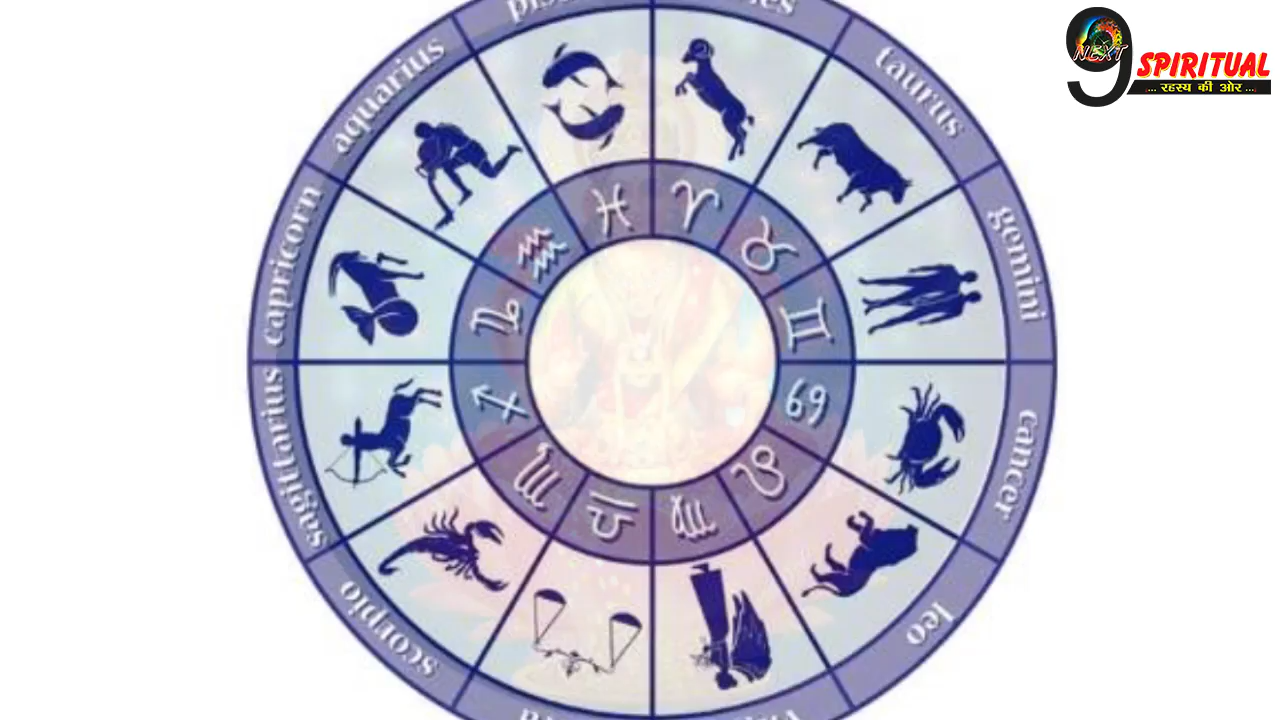 9
NEXT
SPIRITUAL
... रहस्य की ओर ...
aquarius
taurus
capricorn
gemini
sagittarius
cancer
scorpio
leo